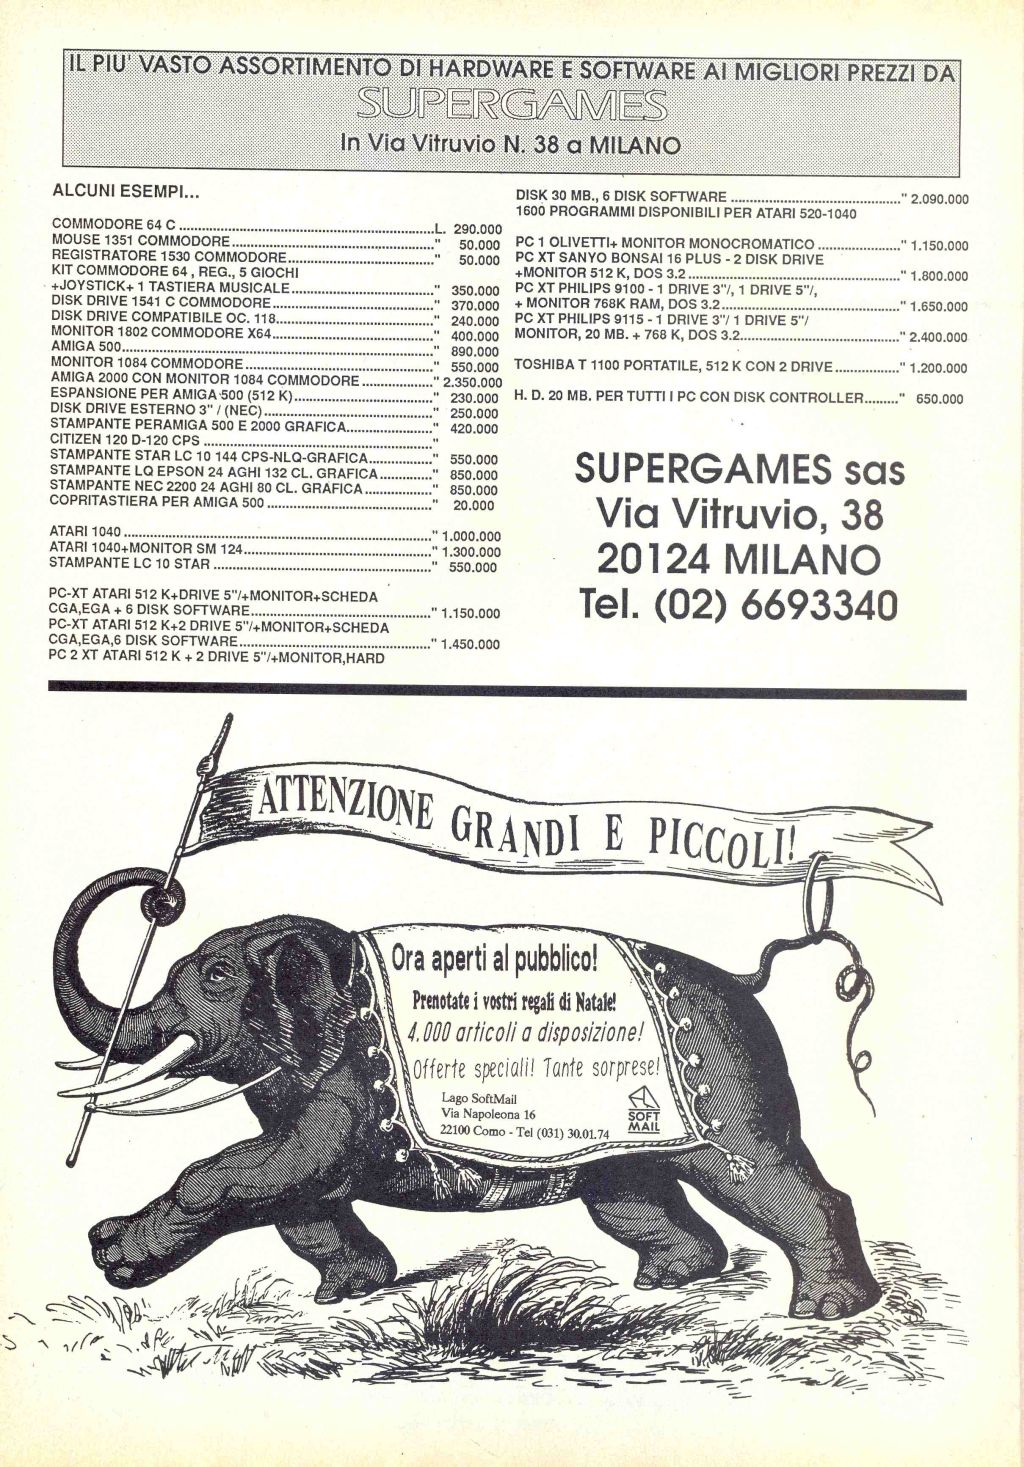 IL PIU' VASTO ASSORTIMENTO DI HARDWARE E SOFTWARE AI MIGLIORI PREZZI DA
SUPERGAMES
In Via Vitruvio N. 38 a MILANO
ALCUNI ESEMPI...
COMMODORE 64 C ........ L. 290.000
MOUSE 1351 COMMODORE ........ " 50.000
REGISTRATORE 1530 COMMODORE ........ " 50.000
KIT COMMODORE 64 , REG., 5 GIOCHI
+JOYSTICK+ 1 TASTIERA MUSICALE ........ " 350.000
DISK DRIVE 1541 C COMMODORE ........ " 370.000
DISK DRIVE COMPATIBILE OC. 118 ........ " 240.000
MONITOR 1802 COMMODORE X64 ........ " 400.000
AMIGA 500 ........ " 890.000
MONITOR 1084 COMMODORE ........ " 550.000
AMIGA 2000 CON MONITOR 1084 COMMODORE ........ " 2.350.000
ESPANSIONE PER AMIGA 500 (512 K) ........ " 230.000
DISK DRIVE ESTERNO 3" / (NEC) ........ " 250.000
STAMPANTE PERAMIGA 500 E 2000 GRAFICA ........ " 420.000
CITIZEN 120 D-120 CPS ........ "
STAMPANTE STAR LC 10 144 CPS-NLQ-GRAFICA ........ " 550.000
STAMPANTE LQ EPSON 24 AGHI 132 CL. GRAFICA ........ " 850.000
STAMPANTE NEC 2200 24 AGHI 80 CL. GRAFICA ........ " 850.000
COPRITASTIERA PER AMIGA 500 ........ " 20.000
ATARI 1040 ........ " 1.000.000
ATARI 1040+MONITOR SM 124 ........ " 1.300.000
STAMPANTE LC 10 STAR ........ " 550.000
PC-XT ATARI 512 K+DRIVE 5"/+MONITOR+SCHEDA
CGA,EGA + 6 DISK SOFTWARE ........ " 1.150.000
PC-XT ATARI 512 K+2 DRIVE 5"/+MONITOR+SCHEDA
CGA,EGA,6 DISK SOFTWARE ........ " 1.450.000
PC 2 XT ATARI 512 K + 2 DRIVE 5"/+MONITOR,HARD
DISK 30 MB., 6 DISK SOFTWARE ........ " 2.090.000
1600 PROGRAMMI DISPONIBILI PER ATARI 520-1040
PC 1 OLIVETTI+ MONITOR MONOCROMATICO ........ " 1.150.000
PC XT SANYO BONSAI 16 PLUS - 2 DISK DRIVE
+MONITOR 512 K, DOS 3.2 ........ " 1.800.000
PC XT PHILIPS 9100 - 1 DRIVE 3"/, 1 DRIVE 5"/,
+ MONITOR 768K RAM, DOS 3.2 ........ " 1.650.000
PC XT PHILIPS 9115 - 1 DRIVE 3"/ 1 DRIVE 5"/
MONITOR, 20 MB. + 768 K, DOS 3.2 ........ " 2.400.000
TOSHIBA T 1100 PORTATILE, 512 K CON 2 DRIVE ........ " 1.200.000
H. D. 20 MB. PER TUTTI I PC CON DISK CONTROLLER ........ " 650.000
SUPERGAMES sas
Via Vitruvio, 38
20124 MILANO
Tel. (02) 6693340
ATTENZIONE GRANDI E PICCOLI!
Ora aperti al pubblico!
Prenotate i vostri regali di Natale!
4.000 articoli a disposizione!
Offerte speciali! Tante sorprese!
Lago SoftMail
Via Napoleona 16
22100 Como - Tel (031) 30.01.74
SOFT
MAIL